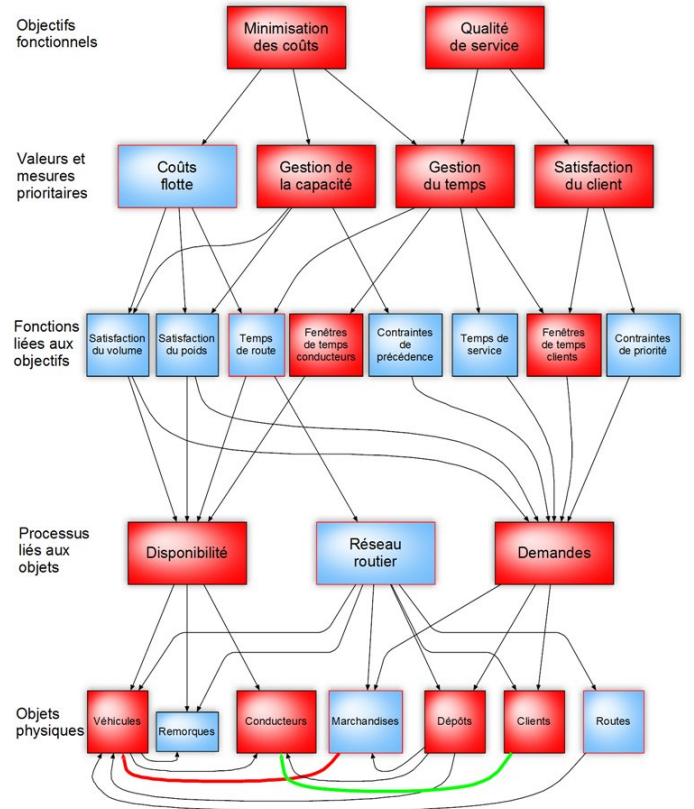 Objectifs
fonctionnels
Minimisation
des coûts
Qualité
de service
Valeurs et
mesures
prioritaires
Coûts
flotte
Gestion de
la capacité
Gestion
du temps
Satisfaction
du client
Fonctions
liées aux
objectifs
Satisfaction
du volume
Satisfaction
du poids
Temps
de route
Fenêtres
de temps
conducteurs
Contraintes
de
précédence
Temps de
service
Fenêtres
de temps
clients
Contraintes
de priorité
Processus
liés aux
objets
Disponibilité
Réseau
routier
Demandes
Objets
physiques
Véhicules
Remorques
Conducteurs
Marchandises
Dépôts
Clients
Routes